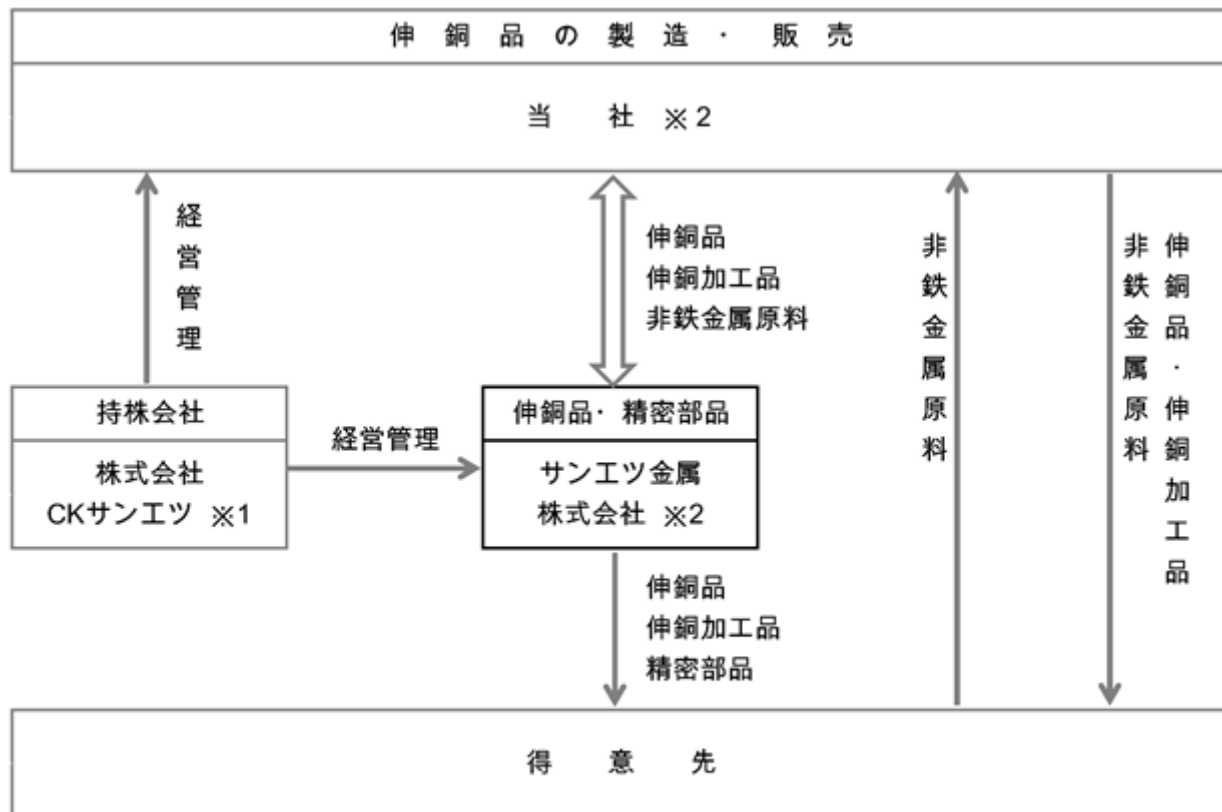 伸銅品の製造・販売
当社 ※2
経営管理
伸銅品
伸銅加工品
非鉄金属原料
非鉄金属原料
伸銅品・伸銅加工品
非鉄金属原料
持株会社
株式会社
CKサンエツ ※1
経営管理
伸銅品・精密部品
サンエツ金属
株式会社 ※2
伸銅品
伸銅加工品
精密部品
得意先